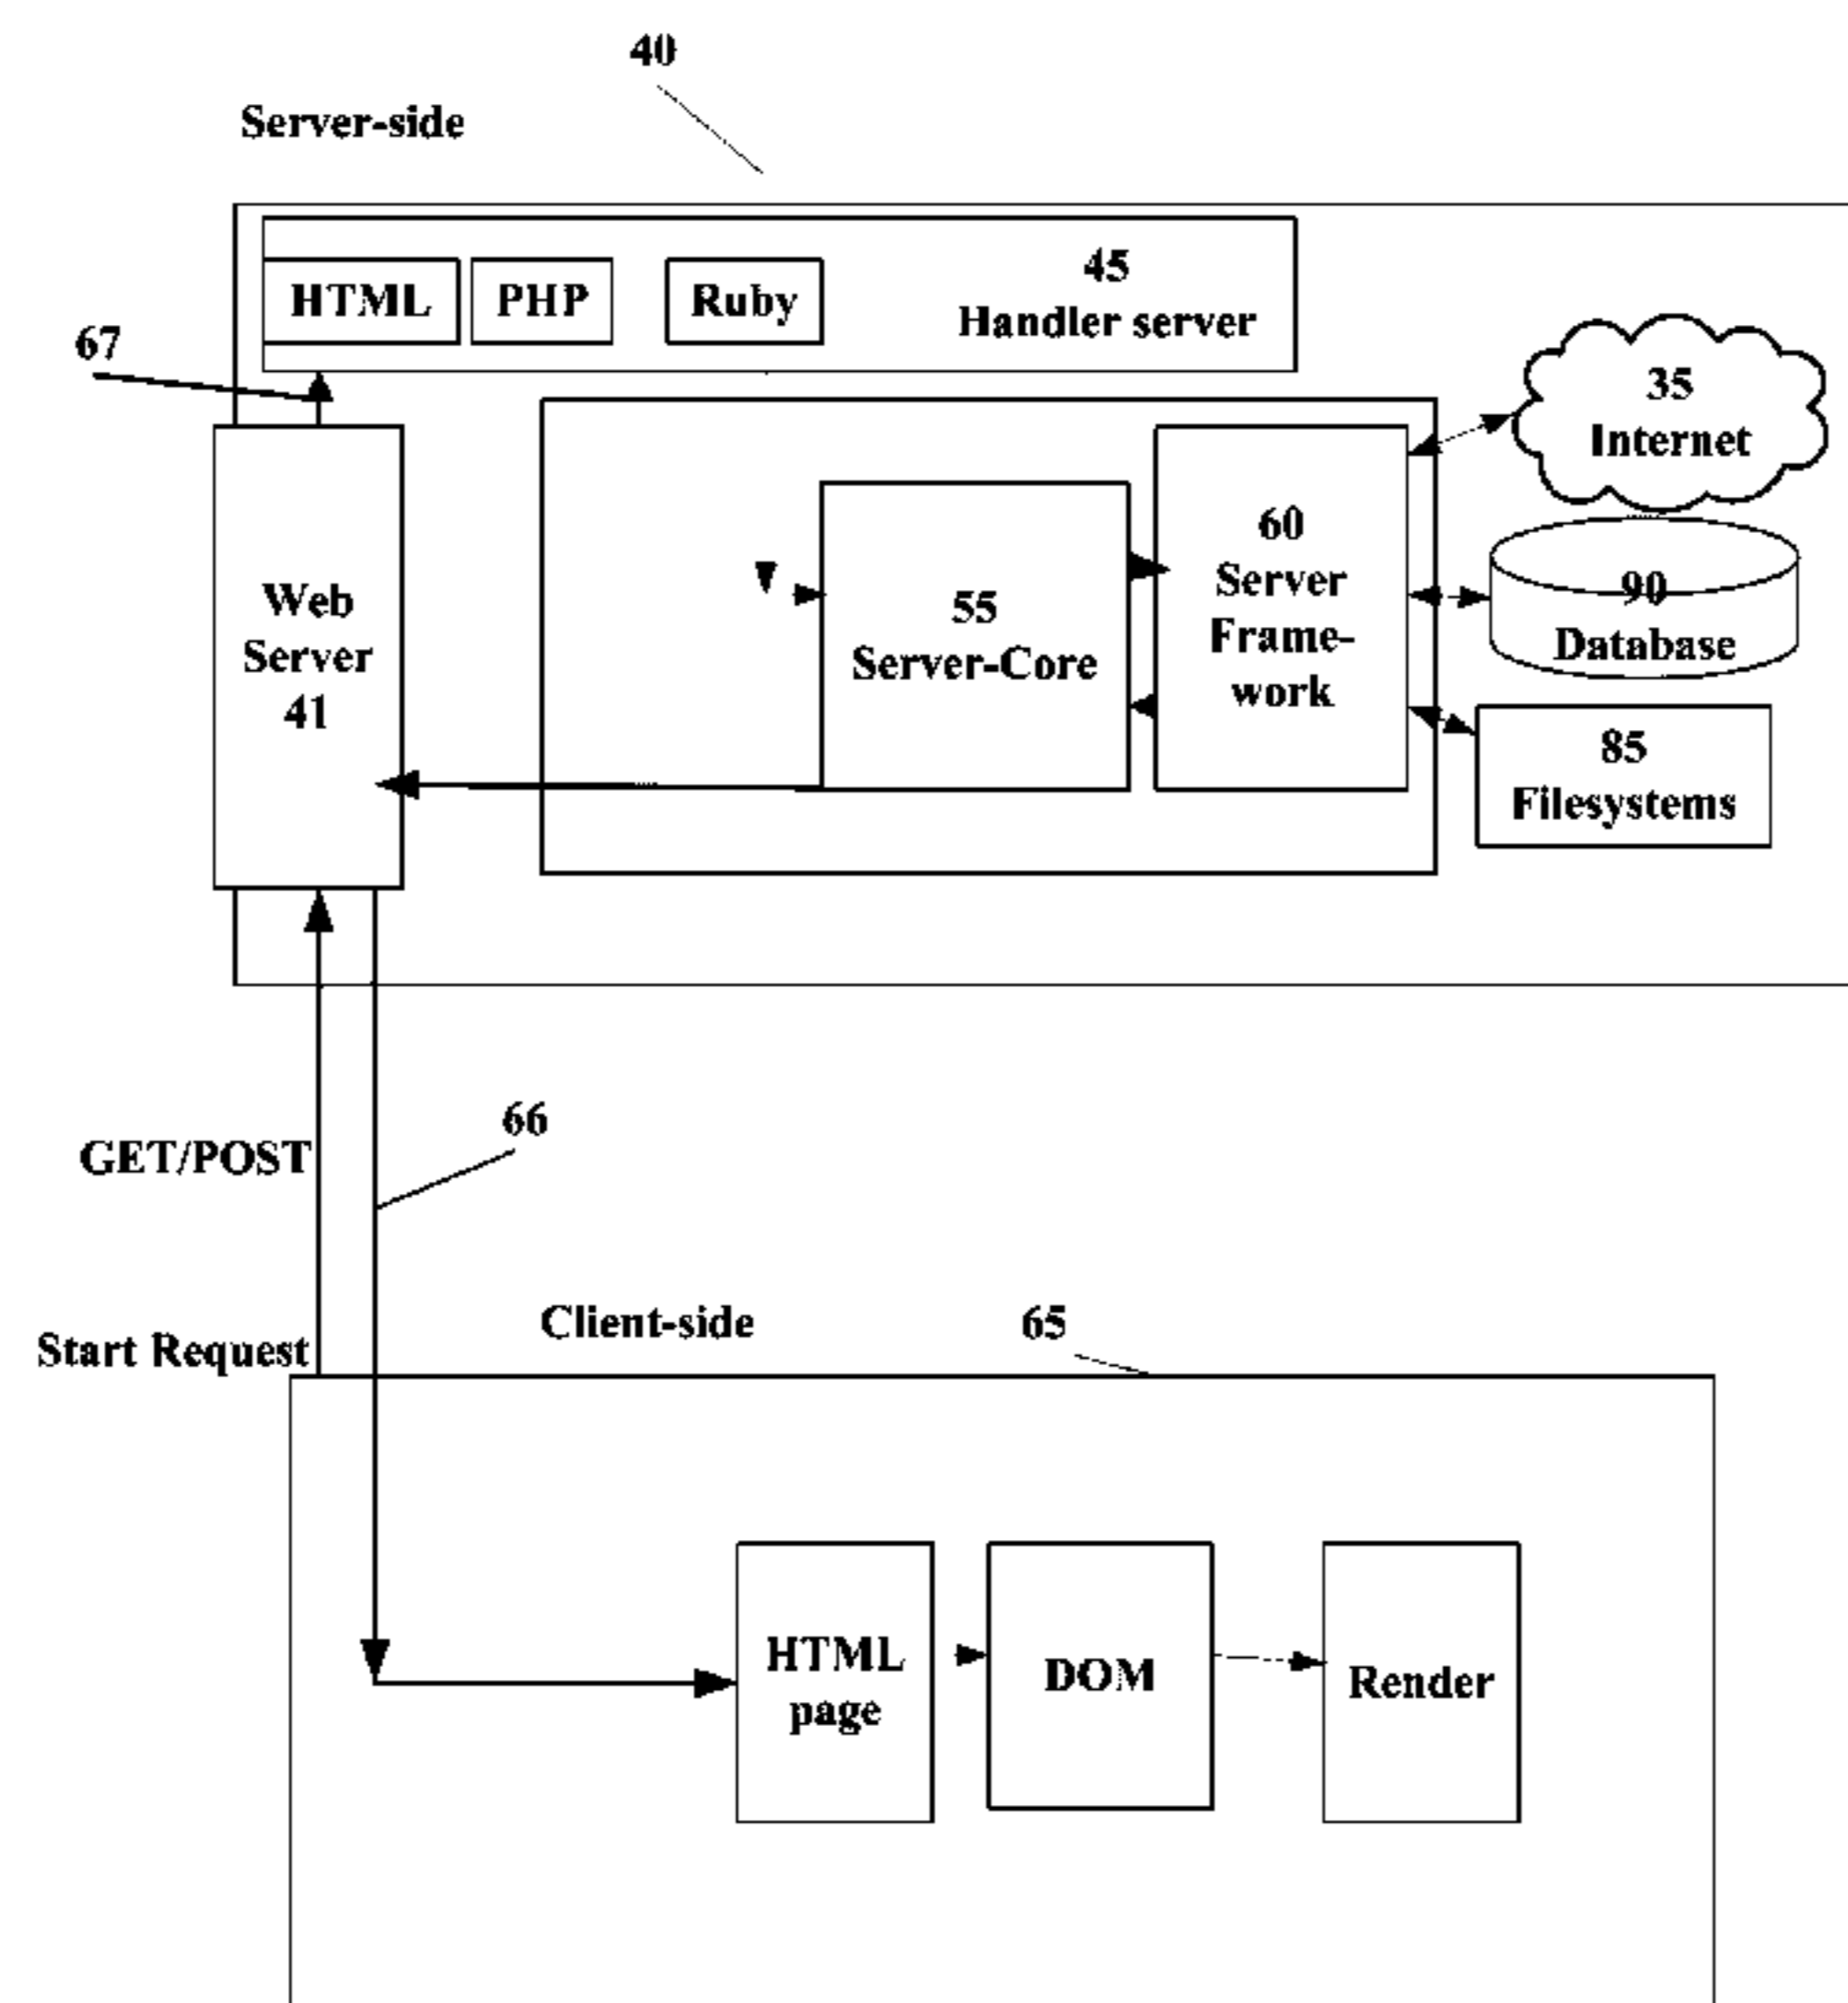 40
Server-side
45
HTML PHP Ruby
Handler server
67
35
Internet
60
Server
Frame-
work
90
Database
Web
Server
41
55
Server-Core
85
Filesystems
66
GET/POST
Client-side
65
Start Request
HTML
page
DOM
Render